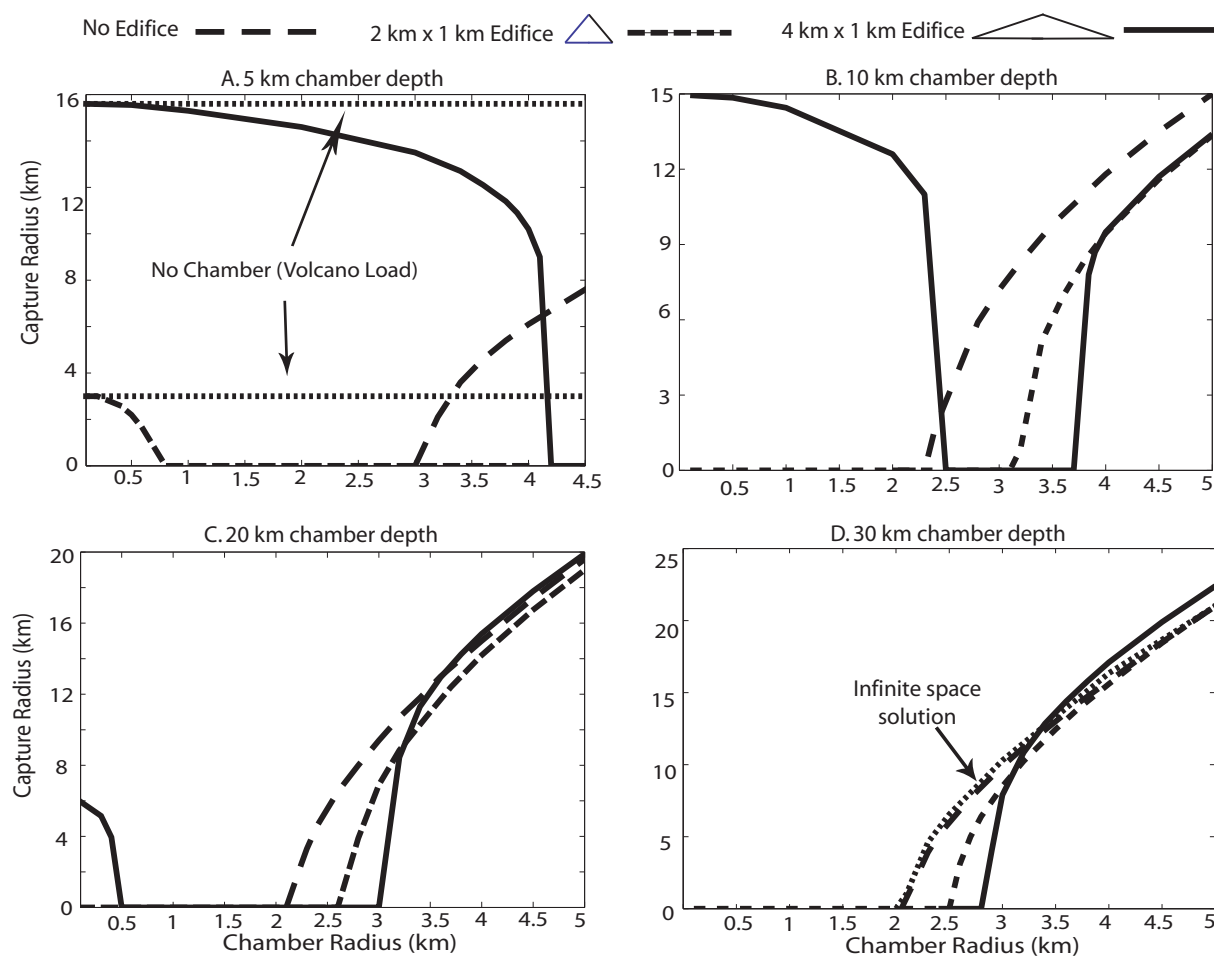 No Edifice 2 km x 1 km Edifice 4 km x 1 km Edifice
A. 5 km chamber depth
16
12
8
4
0
Capture Radius (km)
No Chamber (Volcano Load)
0.5 1 1.5 2 2.5 3 3.5 4 4.5
B. 10 km chamber depth
15
12
9
6
3
0
0.5 1 1.5 2 2.5 3 3.5 4 4.5 5
C. 20 km chamber depth
20
16
12
8
4
0
Capture Radius (km)
0.5 1 1.5 2 2.5 3 3.5 4 4.5 5
Chamber Radius (km)
D. 30 km chamber depth
25
20
15
10
5
0
Infinite space
solution
0.5 1 1.5 2 2.5 3 3.5 4 4.5 5
Chamber Radius (km)